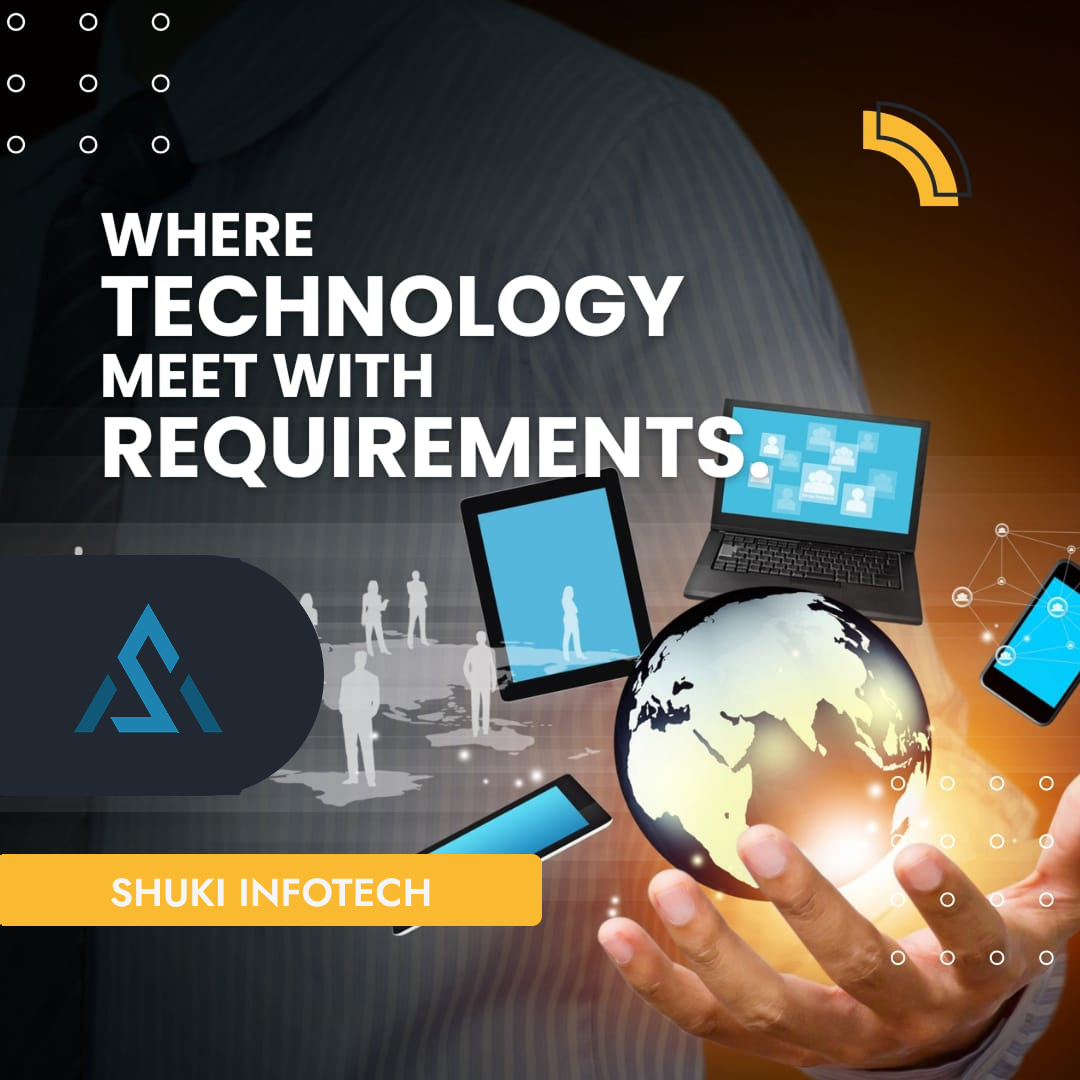 WHERE
TECHNOLOGY
MEET WITH
REQUIREMENTS.
SHUKI INFOTECH